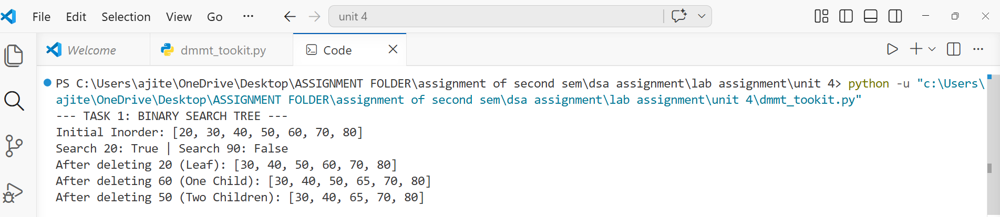 File Edit Selection View Go ··· unit 4
Welcome dmmt_tookit.py Code
PS C:\Users\ajite\OneDrive\Desktop\ASSIGNMENT FOLDER\assignment of second sem\dsa assignment\lab assignment\unit 4> python -u "c:\Users\
ajite\OneDrive\Desktop\ASSIGNMENT FOLDER\assignment of second sem\dsa assignment\lab assignment\unit 4\dmmt_tookit.py"
--- TASK 1: BINARY SEARCH TREE ---
Initial Inorder: [20, 30, 40, 50, 60, 70, 80]
Search 20: True | Search 90: False
After deleting 20 (Leaf): [30, 40, 50, 60, 70, 80]
After deleting 60 (One Child): [30, 40, 50, 65, 70, 80]
After deleting 50 (Two Children): [30, 40, 65, 70, 80]